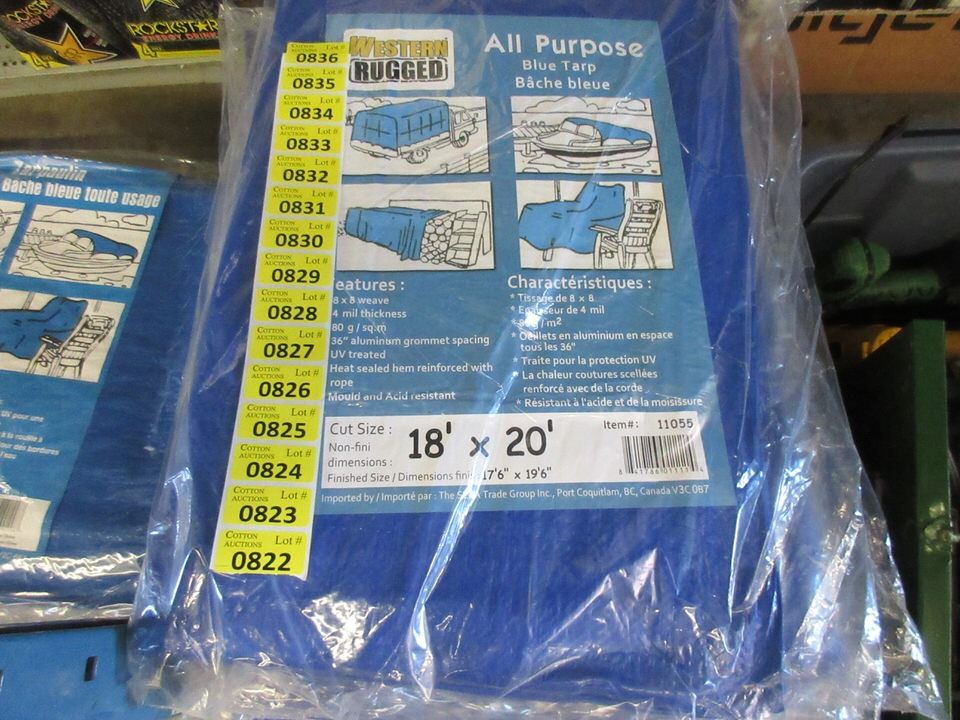 ROCKSTAR
ENERGY DRINK
Tarpaulin
Bâche bleue toute usage
WESTERN
RUGGED
All Purpose
Blue Tarp
Bâche bleue
COTTON AUCTIONS Lot #
0836
COTTON AUCTIONS Lot #
0835
COTTON AUCTIONS Lot #
0834
COTTON AUCTIONS Lot #
0833
COTTON AUCTIONS Lot #
0832
COTTON AUCTIONS Lot #
0831
COTTON AUCTIONS Lot #
0830
COTTON AUCTIONS Lot #
0829
COTTON AUCTIONS Lot #
0828
COTTON AUCTIONS Lot #
0827
COTTON AUCTIONS Lot #
0826
COTTON AUCTIONS Lot #
0825
COTTON AUCTIONS Lot #
0824
COTTON AUCTIONS Lot #
0823
COTTON AUCTIONS Lot #
0822
eatures :
8 x 8 weave
4 mil thickness
80 g / sq.m
36" aluminum grommet spacing
UV treated
Heat sealed hem reinforced with
rope
Mould and Acid resistant
Charactéristiques :
* Tissage de 8 x 8
* Epaisseur de 4 mil
* 80g / m²
* Oeillets en aluminium en espace
tous les 36"
* Traite pour la protection UV
* La chaleur coutures scellées
renforcé avec de la corde
* Résistant à l'acide et de la moisissure
Cut Size :
Non-fini
dimensions :
18' x 20'
Item#: 11055
Finished Size / Dimensions fini 17'6" x 19'6"
Imported by / Importé par : The Trade Group Inc., Port Coquitlam, BC, Canada V3C 0B7